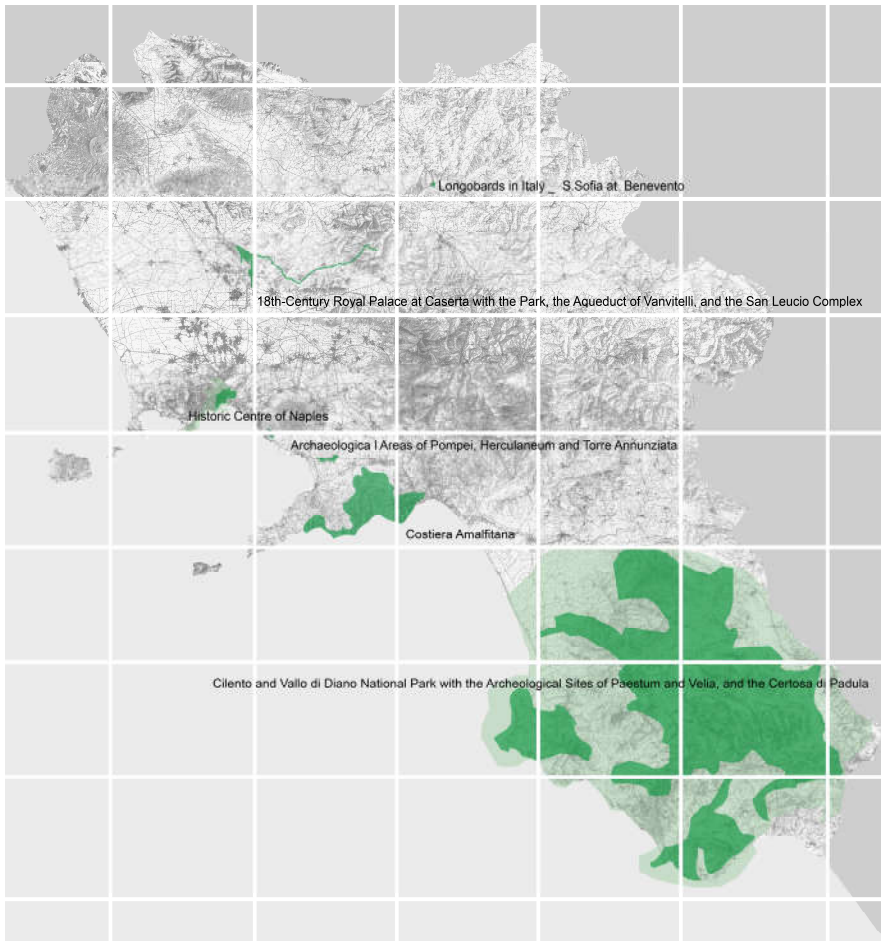 Longobards in Italy _ S.Sofia at Benevento
18th-Century Royal Palace at Caserta with the Park, the Aqueduct of Vanvitelli, and the San Leucio Complex
Historic Centre of Naples
Archaeologica l Areas of Pompei, Herculaneum and Torre Annunziata
Costiera Amalfitana
Cilento and Vallo di Diano National Park with the Archeological Sites of Paestum and Velia, and the Certosa di Padula